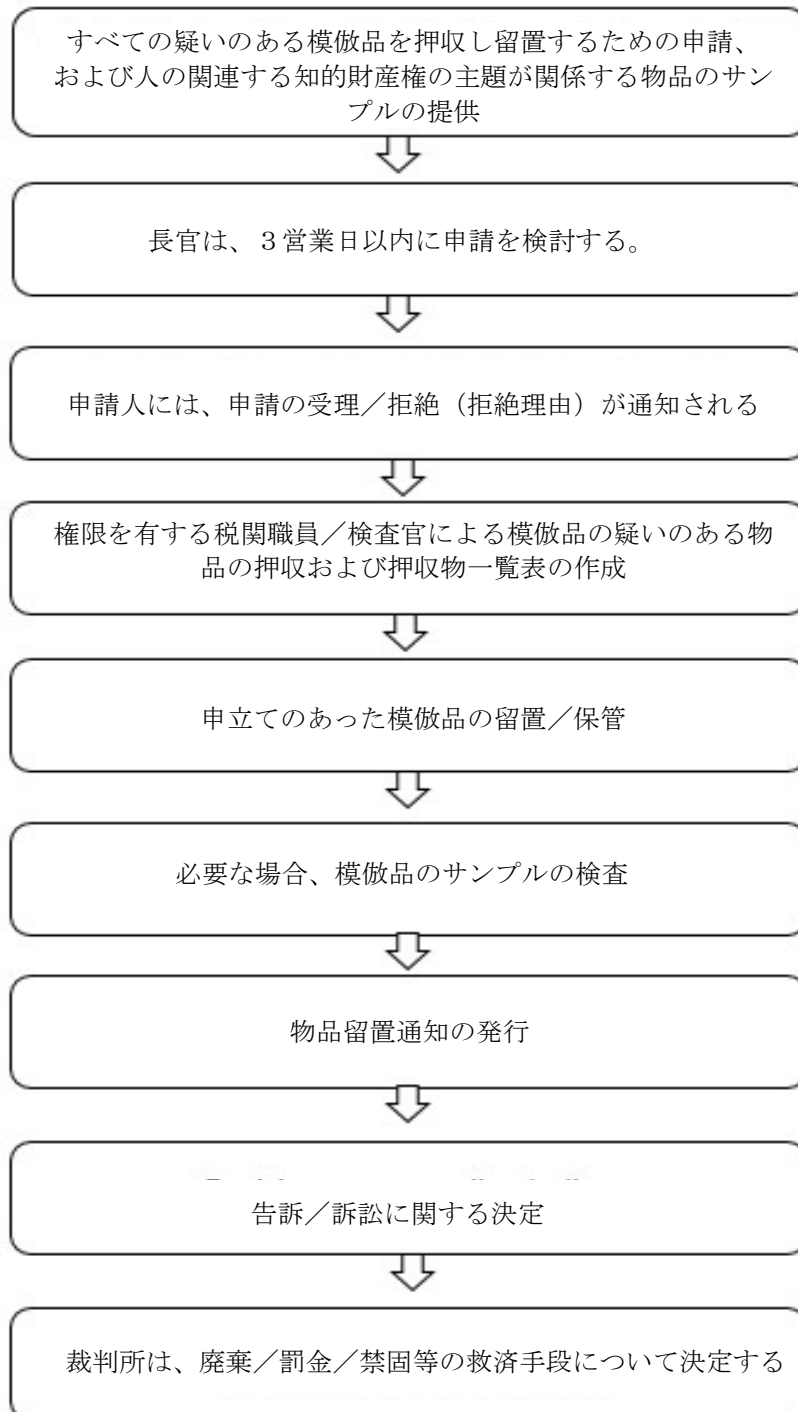 すべての疑いのある模倣品を押収し留置するための申請、
および人の関連する知的財産権の主題が関係する物品のサン
プルの提供
長官は、３営業日以内に申請を検討する。
申請人には、申請の受理／拒絶（拒絶理由）が通知される
権限を有する税関職員／検査官による模倣品の疑いのある物
品の押収および押収物一覧表の作成
申立てのあった模倣品の留置／保管
必要な場合、模倣品のサンプルの検査
物品留置通知の発行
告訴／訴訟に関する決定
裁判所は、廃棄／罰金／禁固等の救済手段について決定する